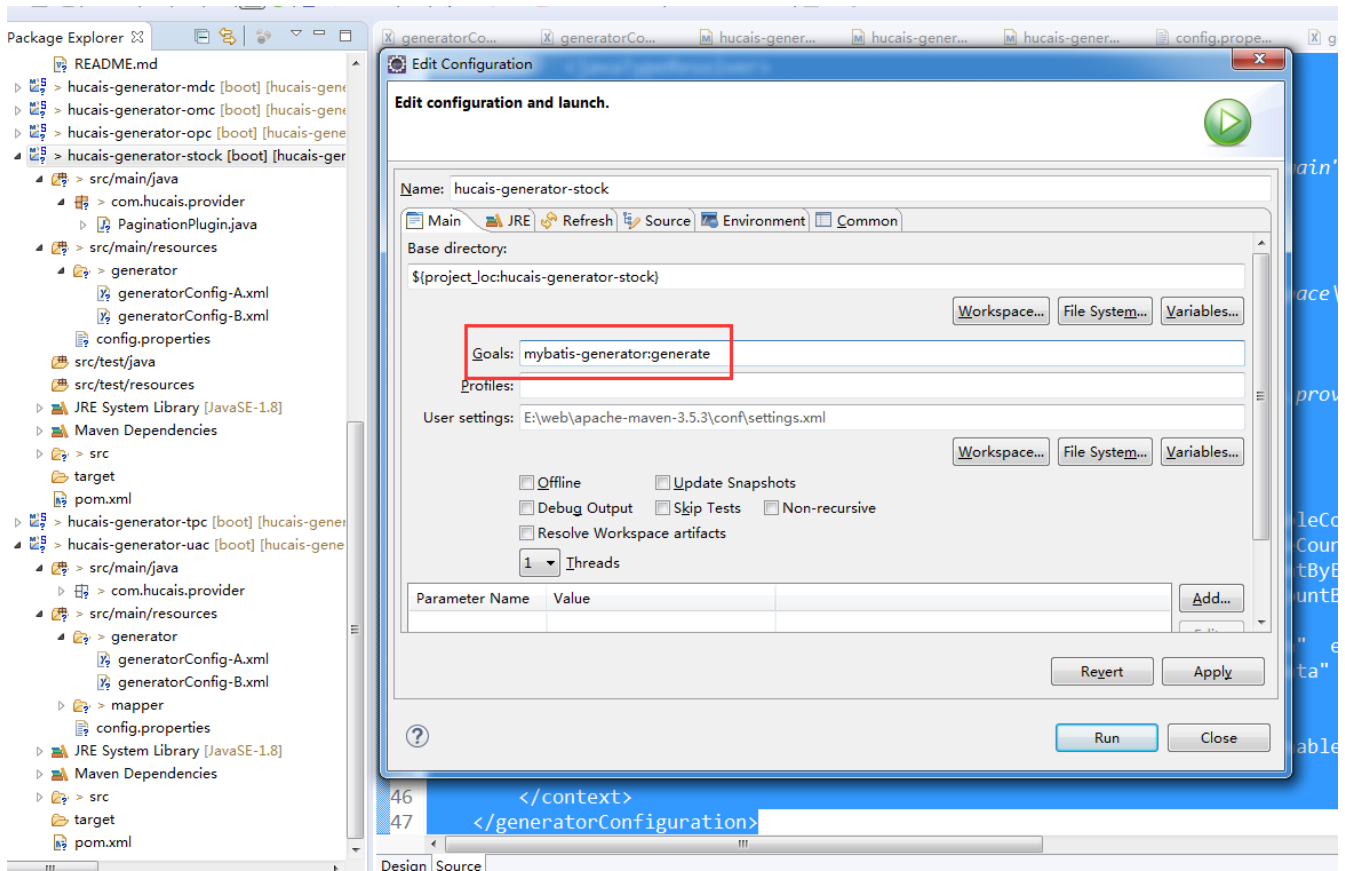 Package Explorer
README.md
> hucais-generator-mdc [boot] [hucais-gene
> hucais-generator-omc [boot] [hucais-gene
> hucais-generator-opc [boot] [hucais-gene
> hucais-generator-stock [boot] [hucais-ger
> src/main/java
> com.hucais.provider
> PaginationPlugin.java
> src/main/resources
> generator
generatorConfig-A.xml
generatorConfig-B.xml
config.properties
src/test/java
src/test/resources
JRE System Library [JavaSE-1.8]
Maven Dependencies
> src
target
pom.xml
> hucais-generator-tpc [boot] [hucais-gener
> hucais-generator-uac [boot] [hucais-gene
> src/main/java
> com.hucais.provider
> src/main/resources
> generator
generatorConfig-A.xml
generatorConfig-B.xml
> mapper
config.properties
JRE System Library [JavaSE-1.8]
Maven Dependencies
> src
target
pom.xml
generatorCo... generatorCo... hucais-gener... hucais-gener... hucais-gener... config.prope... g
Edit Configuration
Edit configuration and launch.
Name: hucais-generator-stock
Main JRE Refresh Source Environment Common
Base directory:
${project_loc:hucais-generator-stock}
Workspace... File System... Variables...
Goals: mybatis-generator:generate
Profiles:
User settings: E:\web\apache-maven-3.5.3\conf\settings.xml
Workspace... File System... Variables...
Offline Update Snapshots
Debug Output Skip Tests Non-recursive
Resolve Workspace artifacts
1 Threads
Parameter Name Value Add...
Revert Apply
Run Close
ain"
ace\
prov
leCo
Cour
tByE
untE
" e
ta"
able
46 </context>
47 </generatorConfiguration>
Design Source